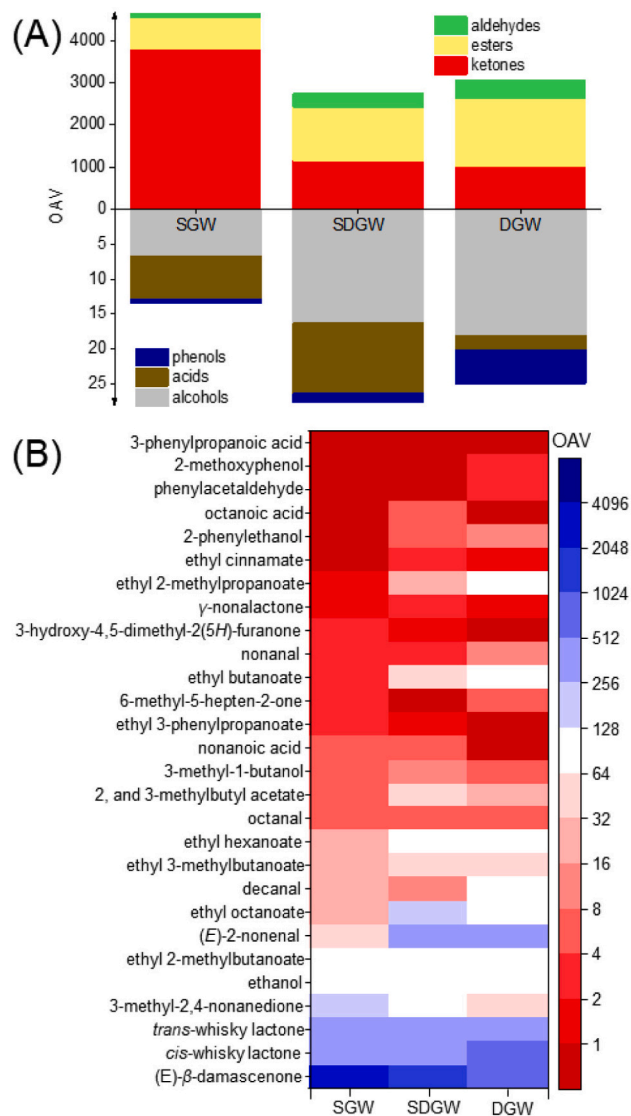 (A)
aldehydes
esters
ketones
4000
3000
2000
1000
0
5
10
15
20
25
OAV
SGW
SDGW
DGW
phenols
acids
alcohols
(B)
OAV
3-phenylpropanoic acid
2-methoxyphenol
phenylacetaldehyde
octanoic acid
2-phenylethanol
ethyl cinnamate
ethyl 2-methylpropanoate
γ-nonalactone
3-hydroxy-4,5-dimethyl-2(5H)-furanone
nonanal
ethyl butanoate
6-methyl-5-hepten-2-one
ethyl 3-phenylpropanoate
nonanoic acid
3-methyl-1-butanol
2, and 3-methylbutyl acetate
octanal
ethyl hexanoate
ethyl 3-methylbutanoate
decanal
ethyl octanoate
(E)-2-nonenal
ethyl 2-methylbutanoate
ethanol
3-methyl-2,4-nonanedione
trans-whisky lactone
cis-whisky lactone
(E)-β-damascenone
SGW
SDGW
DGW
4096
2048
1024
512
256
128
64
32
16
8
4
2
1